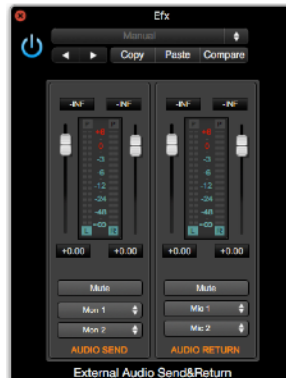 Efx
Manual
Copy Paste Compare
-INF -INF -INF -INF
P P P P
+6 +6
0 0
-3 -3
-6 -6
-12 -12
-24 -24
-48 -48
-∞ -∞
L R L R
+0.00 +0.00 +0.00 +0.00
Mute Mute
Mon 1 Mic 1
Mon 2 Mic 2
AUDIO SEND AUDIO RETURN
External Audio Send&Return